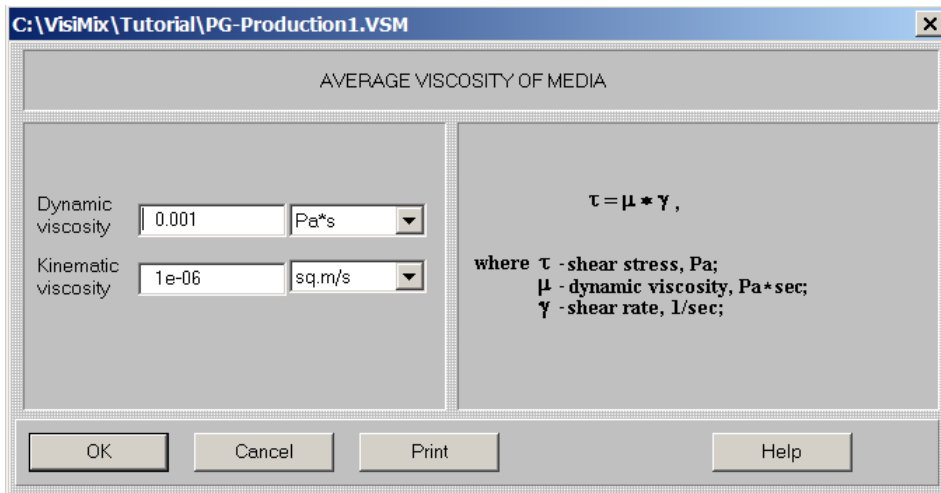 C:\VisiMix\Tutorial\PG-Production1.VSM
AVERAGE VISCOSITY OF MEDIA
Dynamic
viscosity
0.001
Pa*s
Kinematic
viscosity
1e-06
sq.m/s
τ = μ * γ ,
where τ - shear stress, Pa;
μ - dynamic viscosity, Pa*sec;
γ - shear rate, 1/sec;
OK
Cancel
Print
Help